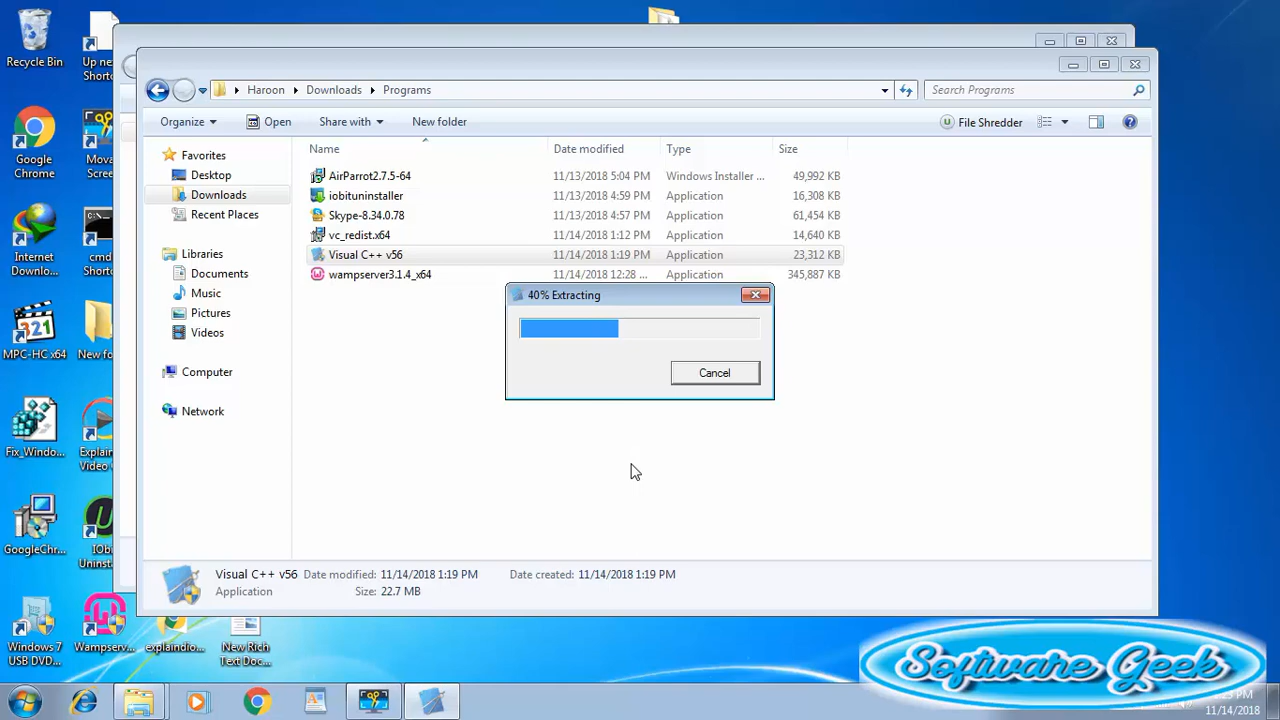 Recycle Bin
Up nex
Shortc
Google
Chrome
Mova
Scree
Internet
Downlo...
cmd
Shortc
MPC-HC x64
New fo
Fix_Windo...
Explain
Video C
GoogleChr...
IObi
Uninsta
Windows 7
USB DVD...
Wampserv...
explaindio...
New Rich
Text Doc...
Haroon
Downloads
Programs
Search Programs
Organize
Open
Share with
New folder
File Shredder
Favorites
Desktop
Downloads
Recent Places
Libraries
Documents
Music
Pictures
Videos
Computer
Network
Name Date modified Type Size
AirParrot2.7.5-64 11/13/2018 5:04 PM Windows Installer ... 49,992 KB
iobituninstaller 11/13/2018 4:59 PM Application 16,308 KB
Skype-8.34.0.78 11/13/2018 4:57 PM Application 61,454 KB
vc_redist.x64 11/14/2018 1:12 PM Application 14,640 KB
Visual C++ v56 11/14/2018 1:19 PM Application 23,312 KB
wampserver3.1.4_x64 11/14/2018 12:28 ... Application 345,887 KB
40% Extracting
Cancel
Visual C++ v56 Date modified: 11/14/2018 1:19 PM Date created: 11/14/2018 1:19 PM
Application Size: 22.7 MB
Software Geek
11/14/2018